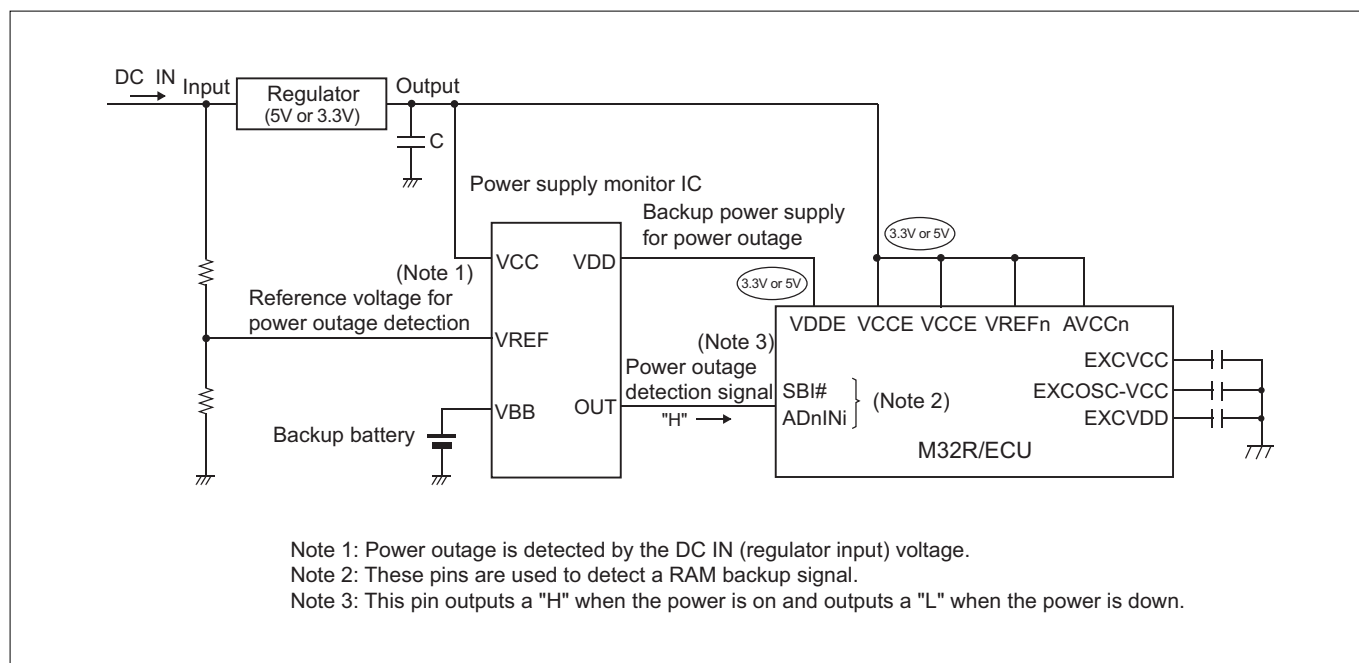 DC IN
Input
Regulator
(5V or 3.3V)
Output
C
Power supply monitor IC
Backup power supply
for power outage
3.3V or 5V
(Note 1)
VCC
VDD
3.3V or 5V
Reference voltage for
power outage detection
VREF
VDDE VCCE VCCE VREFn AVCCn
(Note 3)
Power outage
detection signal
"H"
OUT
VBB
Backup battery
SBI#
ADnINi
(Note 2)
EXCVCC
EXCOSC-VCC
EXCVDD
M32R/ECU
Note 1: Power outage is detected by the DC IN (regulator input) voltage.
Note 2: These pins are used to detect a RAM backup signal.
Note 3: This pin outputs a "H" when the power is on and outputs a "L" when the power is down.